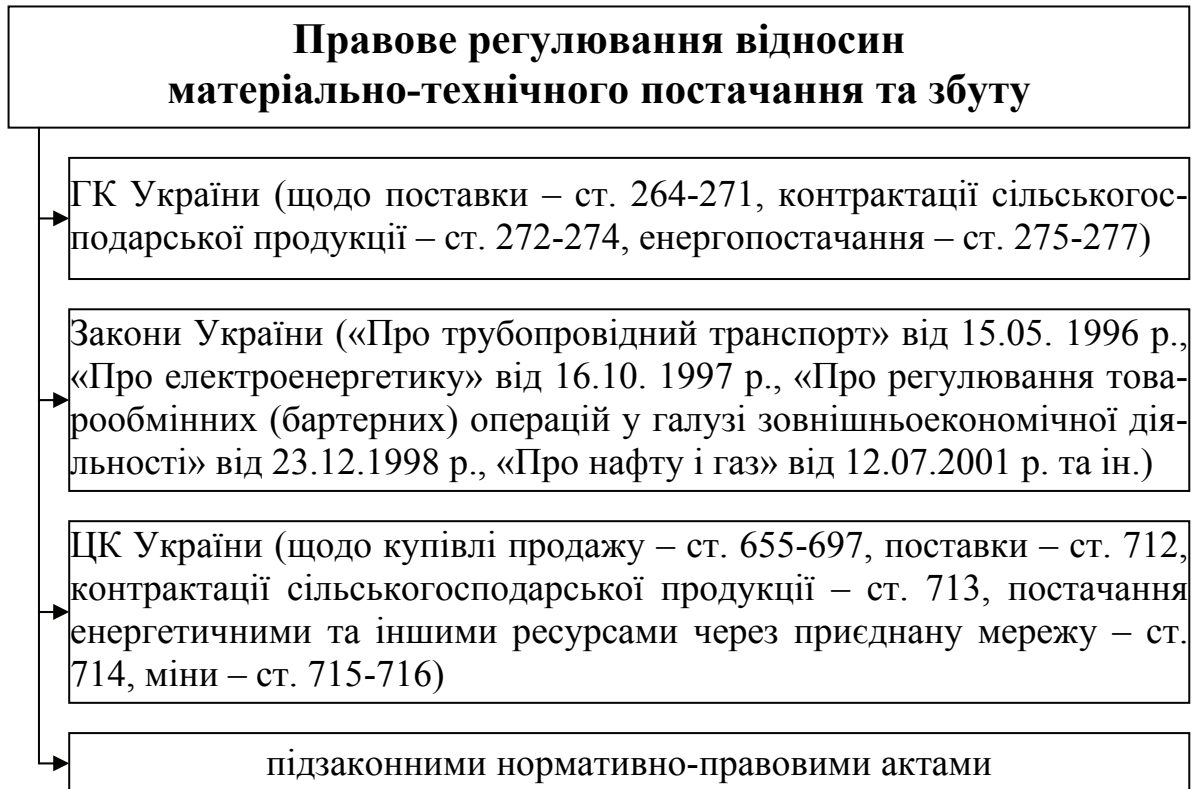 Правове регулювання відносин
матеріально-технічного постачання та збуту
ГК України (щодо поставки – ст. 264-271, контрактації сільськогос-
подарської продукції – ст. 272-274, енергопостачання – ст. 275-277)
Закони України («Про трубопровідний транспорт» від 15.05. 1996 р.,
«Про електроенергетику» від 16.10. 1997 р., «Про регулювання това-
рообмінних (бартерних) операцій у галузі зовнішньоекономічної дія-
льності» від 23.12.1998 р., «Про нафту і газ» від 12.07.2001 р. та ін.)
ЦК України (щодо купівлі продажу – ст. 655-697, поставки – ст. 712,
контрактації сільськогосподарської продукції – ст. 713, постачання
енергетичними та іншими ресурсами через приєднану мережу – ст.
714, міни – ст. 715-716)
підзаконними нормативно-правовими актами